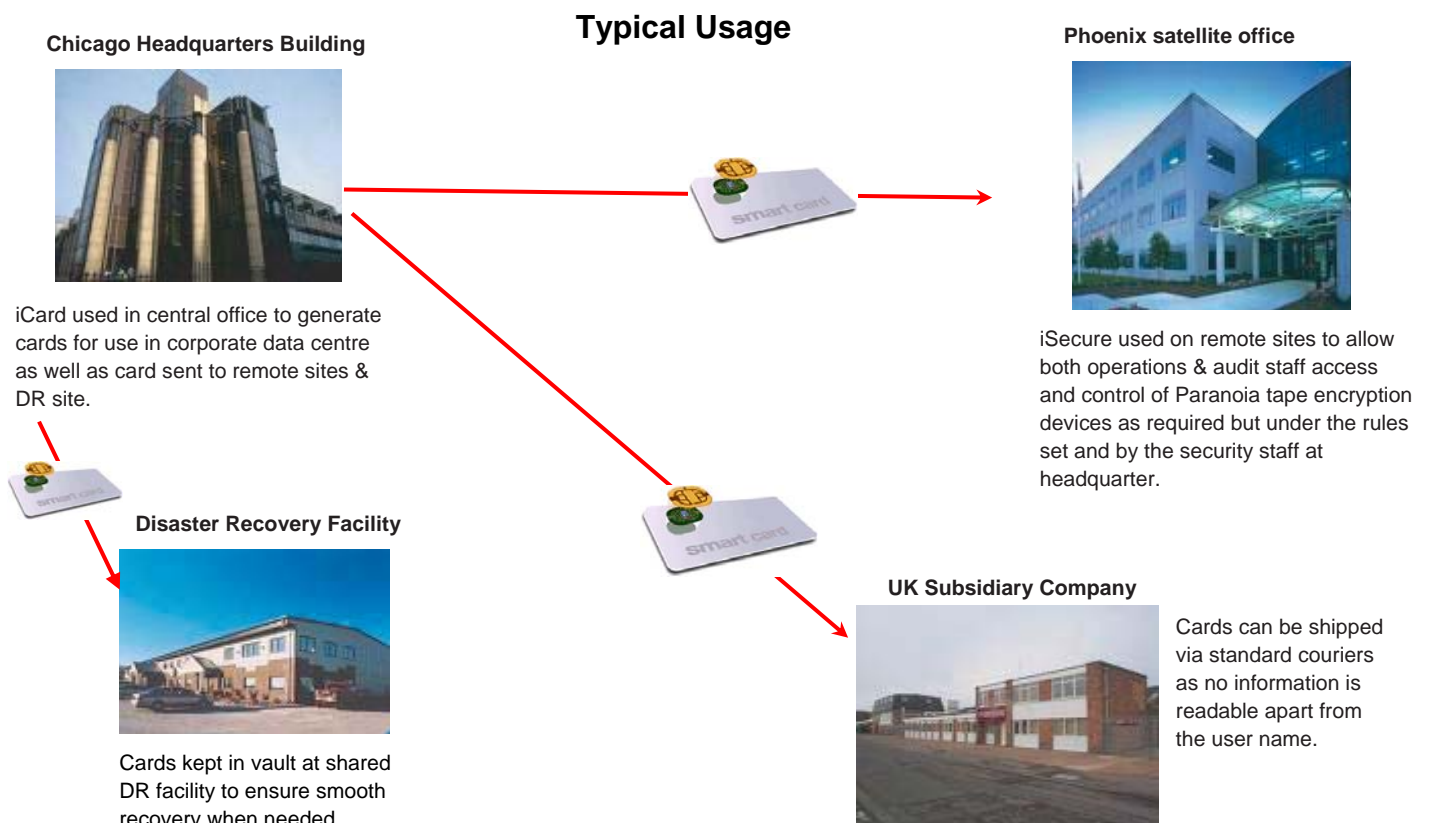 Typical Usage
Chicago Headquarters Building
Phoenix satellite office
smart card
iCard used in central office to generate
cards for use in corporate data centre
as well as card sent to remote sites &
DR site.
iSecure used on remote sites to allow
both operations & audit staff access
and control of Paranoia tape encryption
devices as required but under the rules
set and by the security staff at
headquarter.
smart card
smart card
Disaster Recovery Facility
UK Subsidiary Company
Cards can be shipped
via standard couriers
as no information is
readable apart from
the user name.
Cards kept in vault at shared
DR facility to ensure smooth
recovery when needed